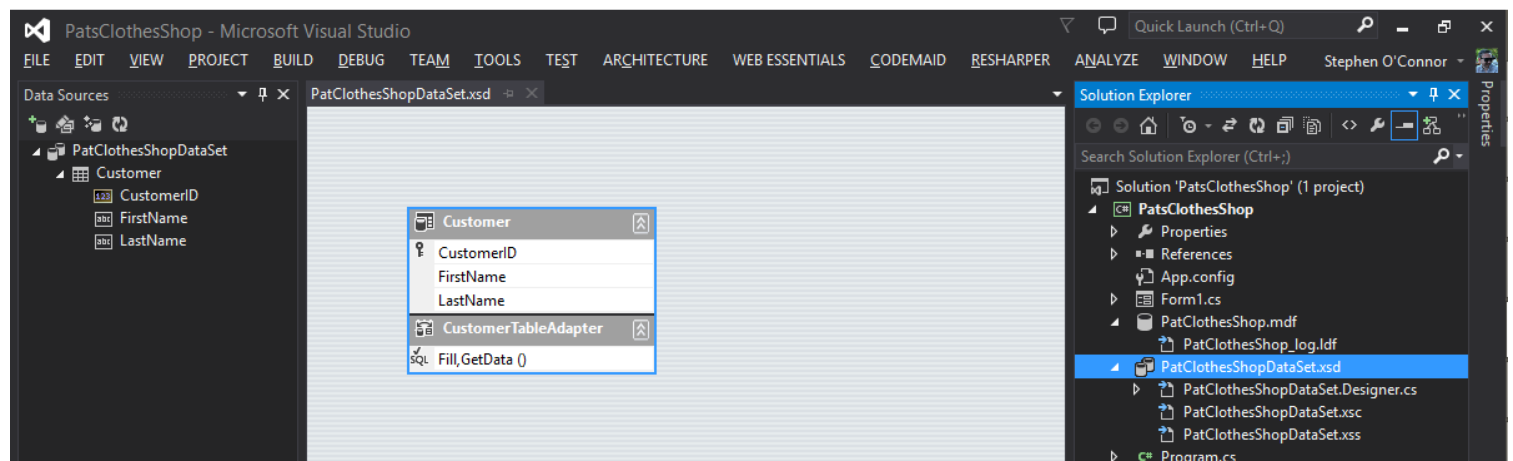 PatsClothesShop - Microsoft Visual Studio
Quick Launch (Ctrl+Q)
FILE EDIT VIEW PROJECT BUILD DEBUG TEAM TOOLS TEST ARCHITECTURE WEB ESSENTIALS CODEMAID RESHARPER ANALYZE WINDOW HELP Stephen O'Connor
Data Sources
PatClothesShopDataSet
Customer
123 CustomerID
abc FirstName
abc LastName
PatClothesShopDataSet.xsd
Customer
CustomerID
FirstName
LastName
CustomerTableAdapter
SQL Fill,GetData ()
Solution Explorer
Search Solution Explorer (Ctrl+;)
Solution 'PatsClothesShop' (1 project)
C# PatsClothesShop
Properties
References
App.config
Form1.cs
PatClothesShop.mdf
PatClothesShop_log.ldf
PatClothesShopDataSet.xsd
PatClothesShopDataSet.Designer.cs
PatClothesShopDataSet.xsc
PatClothesShopDataSet.xss
C# Program.cs
Properties